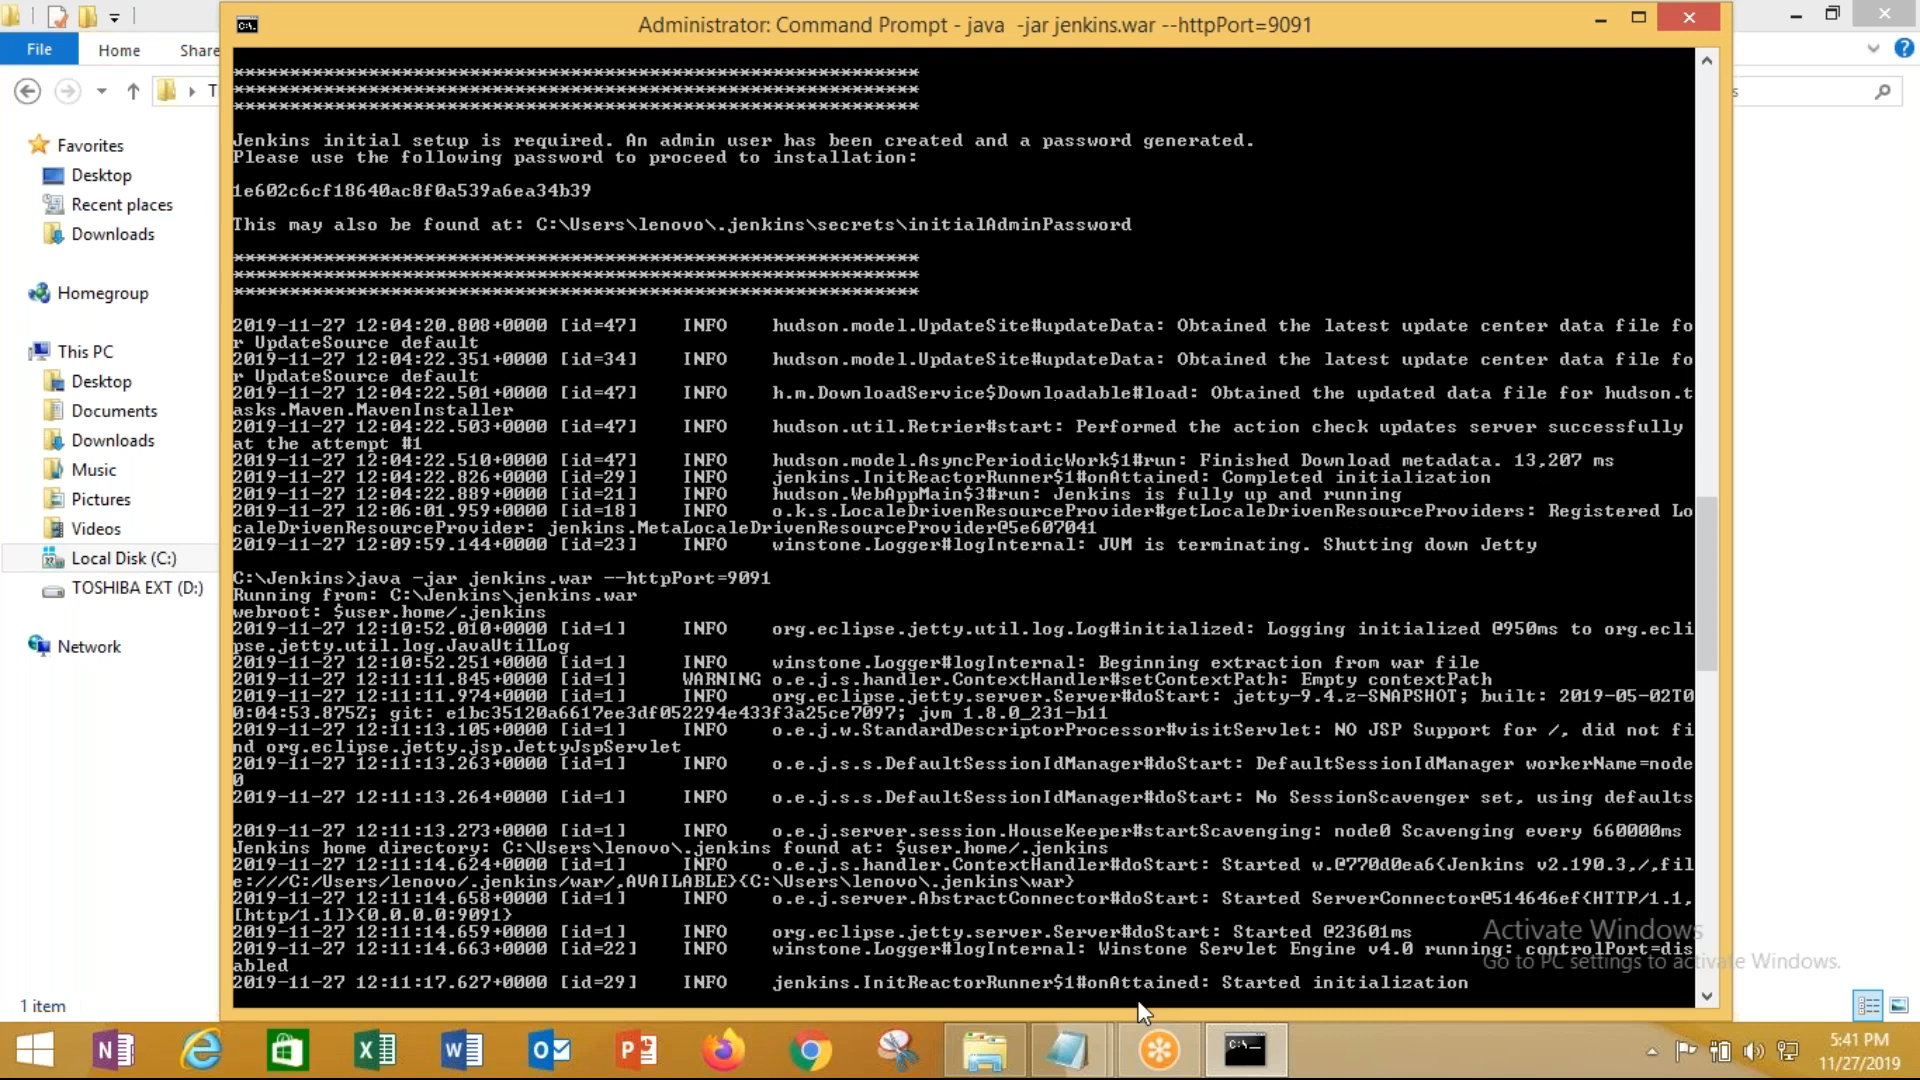 Administrator: Command Prompt - java -jar jenkins.war --httpPort=9091
File
Home
Share
T
s
Favorites
Desktop
Recent places
Downloads
Homegroup
This PC
Desktop
Documents
Downloads
Music
Pictures
Videos
Local Disk (C:)
TOSHIBA EXT (D:)
Network
1 item
*************************************************************
*************************************************************
*************************************************************
Jenkins initial setup is required. An admin user has been created and a password generated.
Please use the following password to proceed to installation:
1e602c6cf18640ac8f0a539a6ea34b39
This may also be found at: C:\Users\lenovo\.jenkins\secrets\initialAdminPassword
*************************************************************
*************************************************************
*************************************************************
2019-11-27 12:04:20.808+0000 [id=47] INFO hudson.model.UpdateSite#updateData: Obtained the latest update center data file fo
r UpdateSource default
2019-11-27 12:04:22.351+0000 [id=34] INFO hudson.model.UpdateSite#updateData: Obtained the latest update center data file fo
r UpdateSource default
2019-11-27 12:04:22.501+0000 [id=47] INFO h.m.DownloadService$Downloadable#load: Obtained the updated data file for hudson.t
asks.Maven.MavenInstaller
2019-11-27 12:04:22.503+0000 [id=47] INFO hudson.util.Retrier#start: Performed the action check updates server successfully
at the attempt #1
2019-11-27 12:04:22.510+0000 [id=47] INFO hudson.model.AsyncPeriodicWork$1#run: Finished Download metadata. 13,207 ms
2019-11-27 12:04:22.826+0000 [id=29] INFO jenkins.InitReactorRunner$1#onAttained: Completed initialization
2019-11-27 12:04:22.889+0000 [id=21] INFO hudson.WebAppMain$3#run: Jenkins is fully up and running
2019-11-27 12:06:01.959+0000 [id=18] INFO o.k.s.LocaleDrivenResourceProvider#getLocaleDrivenResourceProviders: Registered Lo
caleDrivenResourceProvider: jenkins.MetaLocaleDrivenResourceProvider@5e607041
2019-11-27 12:09:59.144+0000 [id=23] INFO winstone.Logger#logInternal: JVM is terminating. Shutting down Jetty
C:\Jenkins>java -jar jenkins.war --httpPort=9091
Running from: C:\Jenkins\jenkins.war
webroot: $user.home/.jenkins
2019-11-27 12:10:52.010+0000 [id=1] INFO org.eclipse.jetty.util.log.Log#initialized: Logging initialized @950ms to org.ecli
pse.jetty.util.log.JavaUtilLog
2019-11-27 12:10:52.251+0000 [id=1] INFO winstone.Logger#logInternal: Beginning extraction from war file
2019-11-27 12:11:11.845+0000 [id=1] WARNING o.e.j.s.handler.ContextHandler#setContextPath: Empty contextPath
2019-11-27 12:11:11.974+0000 [id=1] INFO org.eclipse.jetty.server.Server#doStart: jetty-9.4.z-SNAPSHOT; built: 2019-05-02T0
0:04:53.875Z; git: e1bc35120a6617ee3df052294e433f3a25ce7097; jvm 1.8.0_231-b11
2019-11-27 12:11:13.105+0000 [id=1] INFO o.e.j.w.StandardDescriptorProcessor#visitServlet: NO JSP Support for /, did not fi
nd org.eclipse.jetty.jsp.JettyJspServlet
2019-11-27 12:11:13.263+0000 [id=1] INFO o.e.j.s.s.DefaultSessionIdManager#doStart: DefaultSessionIdManager workerName=node
0
2019-11-27 12:11:13.264+0000 [id=1] INFO o.e.j.s.s.DefaultSessionIdManager#doStart: No SessionScavenger set, using defaults
2019-11-27 12:11:13.273+0000 [id=1] INFO o.e.j.server.session.HouseKeeper#startScavenging: node0 Scavenging every 660000ms
Jenkins home directory: C:\Users\lenovo\.jenkins found at: $user.home/.jenkins
2019-11-27 12:11:14.624+0000 [id=1] INFO o.e.j.s.handler.ContextHandler#doStart: Started w.@770d0ea6{Jenkins v2.190.3,/,fil
e:///C:/Users/lenovo/.jenkins/war/,AVAILABLE}{C:\Users\lenovo\.jenkins\war}
2019-11-27 12:11:14.658+0000 [id=1] INFO o.e.j.server.AbstractConnector#doStart: Started ServerConnector@514646ef{HTTP/1.1,
[http/1.1]}{0.0.0.0:9091}
2019-11-27 12:11:14.659+0000 [id=1] INFO org.eclipse.jetty.server.Server#doStart: Started @23601ms
2019-11-27 12:11:14.663+0000 [id=22] INFO winstone.Logger#logInternal: Winstone Servlet Engine v4.0 running: controlPort=dis
abled
2019-11-27 12:11:17.627+0000 [id=29] INFO jenkins.InitReactorRunner$1#onAttained: Started initialization
Activate Windows
Go to PC settings to activate Windows.
5:41 PM
11/27/2019